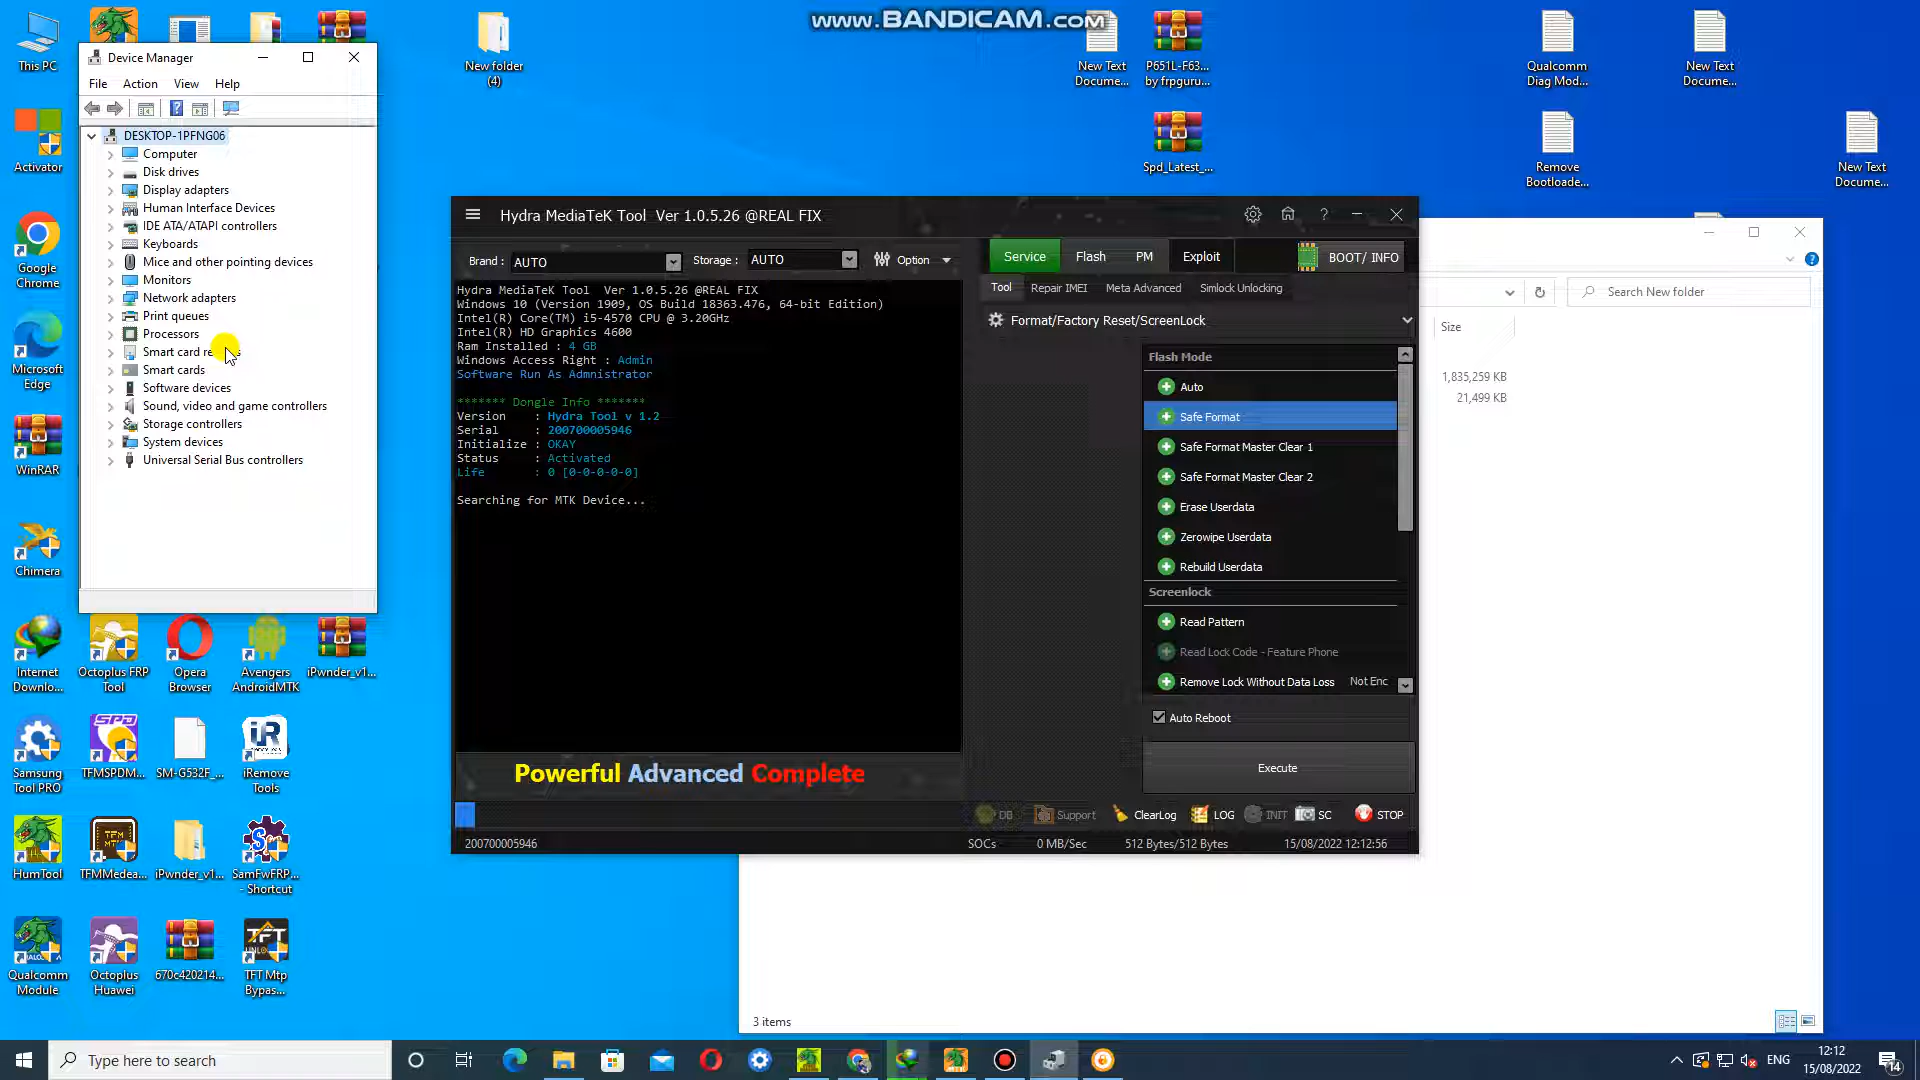 www.BANDICAM.com
This PC
Activator
Google
Chrome
Microsoft
Edge
WinRAR
Chimera
Internet
Downlo...
Octoplus FRP
Tool
Opera
Browser
Avengers
AndroidMTK
iPwnder_v1...
Samsung
Tool PRO
TFMSPDM...
SM-G532F_...
iRemove
Tools
HumTool
TFMMedea...
iPwnder_v1...
SamFwFRP...
- Shortcut
Qualcomm
Module
Octoplus
Huawei
670c420214...
TFT Mtp
Bypas...
New folder
(4)
New Text
Docume...
P651L-F63...
by frpguru...
Spd_Latest_...
Qualcomm
Diag Mod...
Remove
Bootloade...
New Text
Docume...
New Text
Docume...
Device Manager
File Action View Help
DESKTOP-1PFNG06
Computer
Disk drives
Display adapters
Human Interface Devices
IDE ATA/ATAPI controllers
Keyboards
Mice and other pointing devices
Monitors
Network adapters
Print queues
Processors
Smart card re
Smart cards
Software devices
Sound, video and game controllers
Storage controllers
System devices
Universal Serial Bus controllers
Hydra MediaTeK Tool Ver 1.0.5.26 @REAL FIX
Brand : AUTO Storage : AUTO Option
Service Flash PM Exploit BOOT/ INFO
Tool Repair IMEI Meta Advanced Simlock Unlocking
Format/Factory Reset/ScreenLock
Hydra MediaTek Tool Ver 1.0.5.26 @REAL FIX
Windows 10 (Version 1909, OS Build 18363.476, 64-bit Edition)
Intel(R) Core(TM) i5-4570 CPU @ 3.20GHz
Intel(R) HD Graphics 4600
Ram Installed : 4 GB
Windows Access Right : Admin
Software Run As Admnistrator
******* Dongle Info *******
Version : Hydra Tool v 1.2
Serial : 200700005946
Initialize : OKAY
Status : Activated
Life : 0 [0-0-0-0-0]
Searching for MTK Device...
Flash Mode
Auto
Safe Format
Safe Format Master Clear 1
Safe Format Master Clear 2
Erase Userdata
Zerowipe Userdata
Rebuild Userdata
Screenlock
Read Pattern
Read Lock Code - Feature Phone
Remove Lock Without Data Loss Not Enc
Auto Reboot
Execute
Powerful Advanced Complete
DB Support ClearLog LOG INIT SC STOP
200700005946 SOCs 0 MB/Sec 512 Bytes/512 Bytes 15/08/2022 12:12:56
Search New folder
Size
1,835,259 KB
21,499 KB
3 items
Type here to search
ENG
12:12
15/08/2022
14